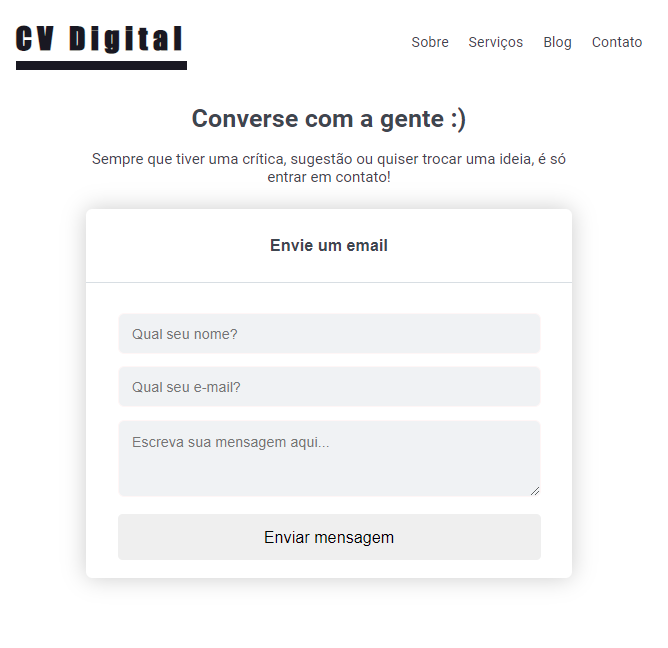 CV Digital
Sobre Serviços Blog Contato
Converse com a gente :)
Sempre que tiver uma crítica, sugestão ou quiser trocar uma ideia, é só
entrar em contato!
Envie um email
Qual seu nome?
Qual seu e-mail?
Escreva sua mensagem aqui...
Enviar mensagem